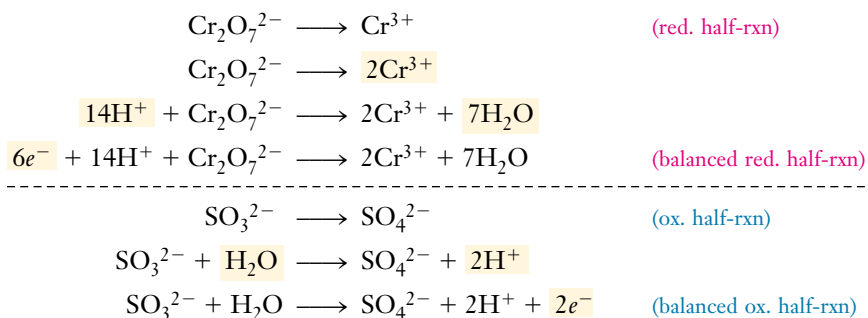 Cr₂O₇²⁻ ⟶ Cr³⁺ (red. half-rxn)
Cr₂O₇²⁻ ⟶ 2Cr³⁺
14H⁺ + Cr₂O₇²⁻ ⟶ 2Cr³⁺ + 7H₂O
6e⁻ + 14H⁺ + Cr₂O₇²⁻ ⟶ 2Cr³⁺ + 7H₂O (balanced red. half-rxn)
SO₃²⁻ ⟶ SO₄²⁻ (ox. half-rxn)
SO₃²⁻ + H₂O ⟶ SO₄²⁻ + 2H⁺
SO₃²⁻ + H₂O ⟶ SO₄²⁻ + 2H⁺ + 2e⁻ (balanced ox. half-rxn)